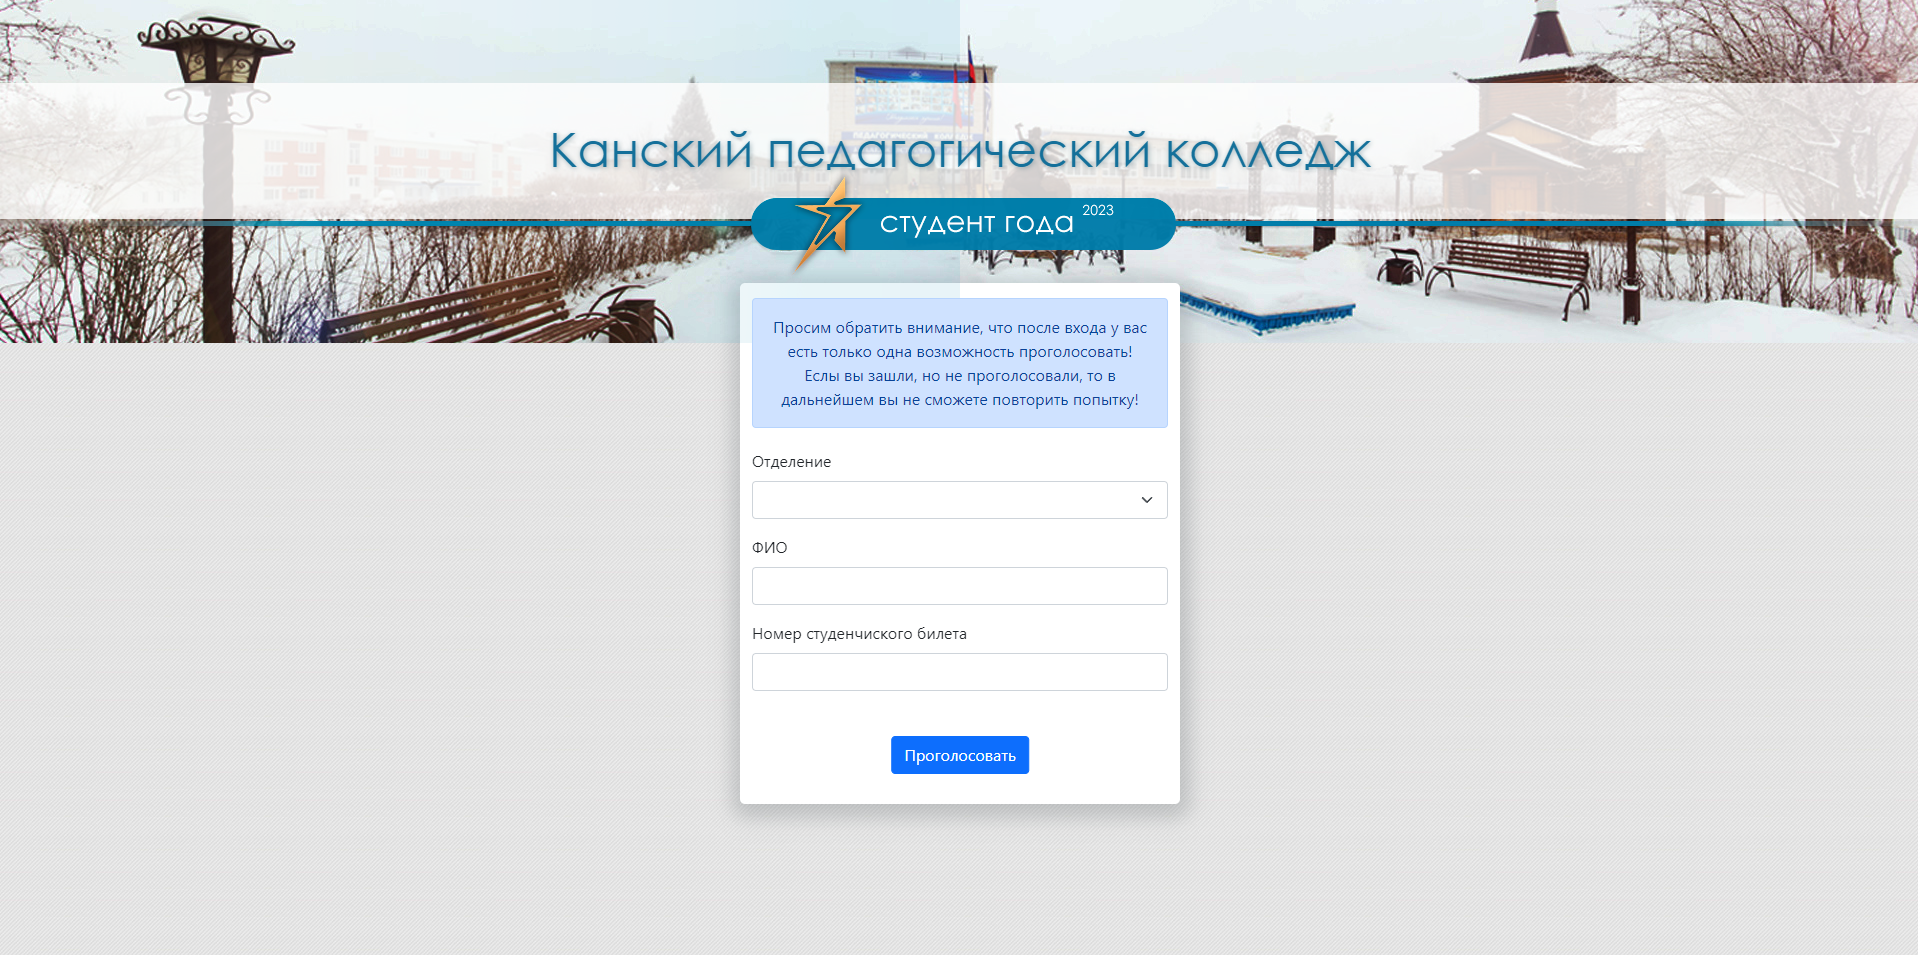 Канский педагогический колледж
студент года 2023
Просим обратить внимание, что после входа у вас
есть только одна возможность проголосовать!
Еслы вы зашли, но не проголосовали, то в
дальнейшем вы не сможете повторить попытку!
Отделение
ФИО
Номер студенчиского билета
Проголосовать